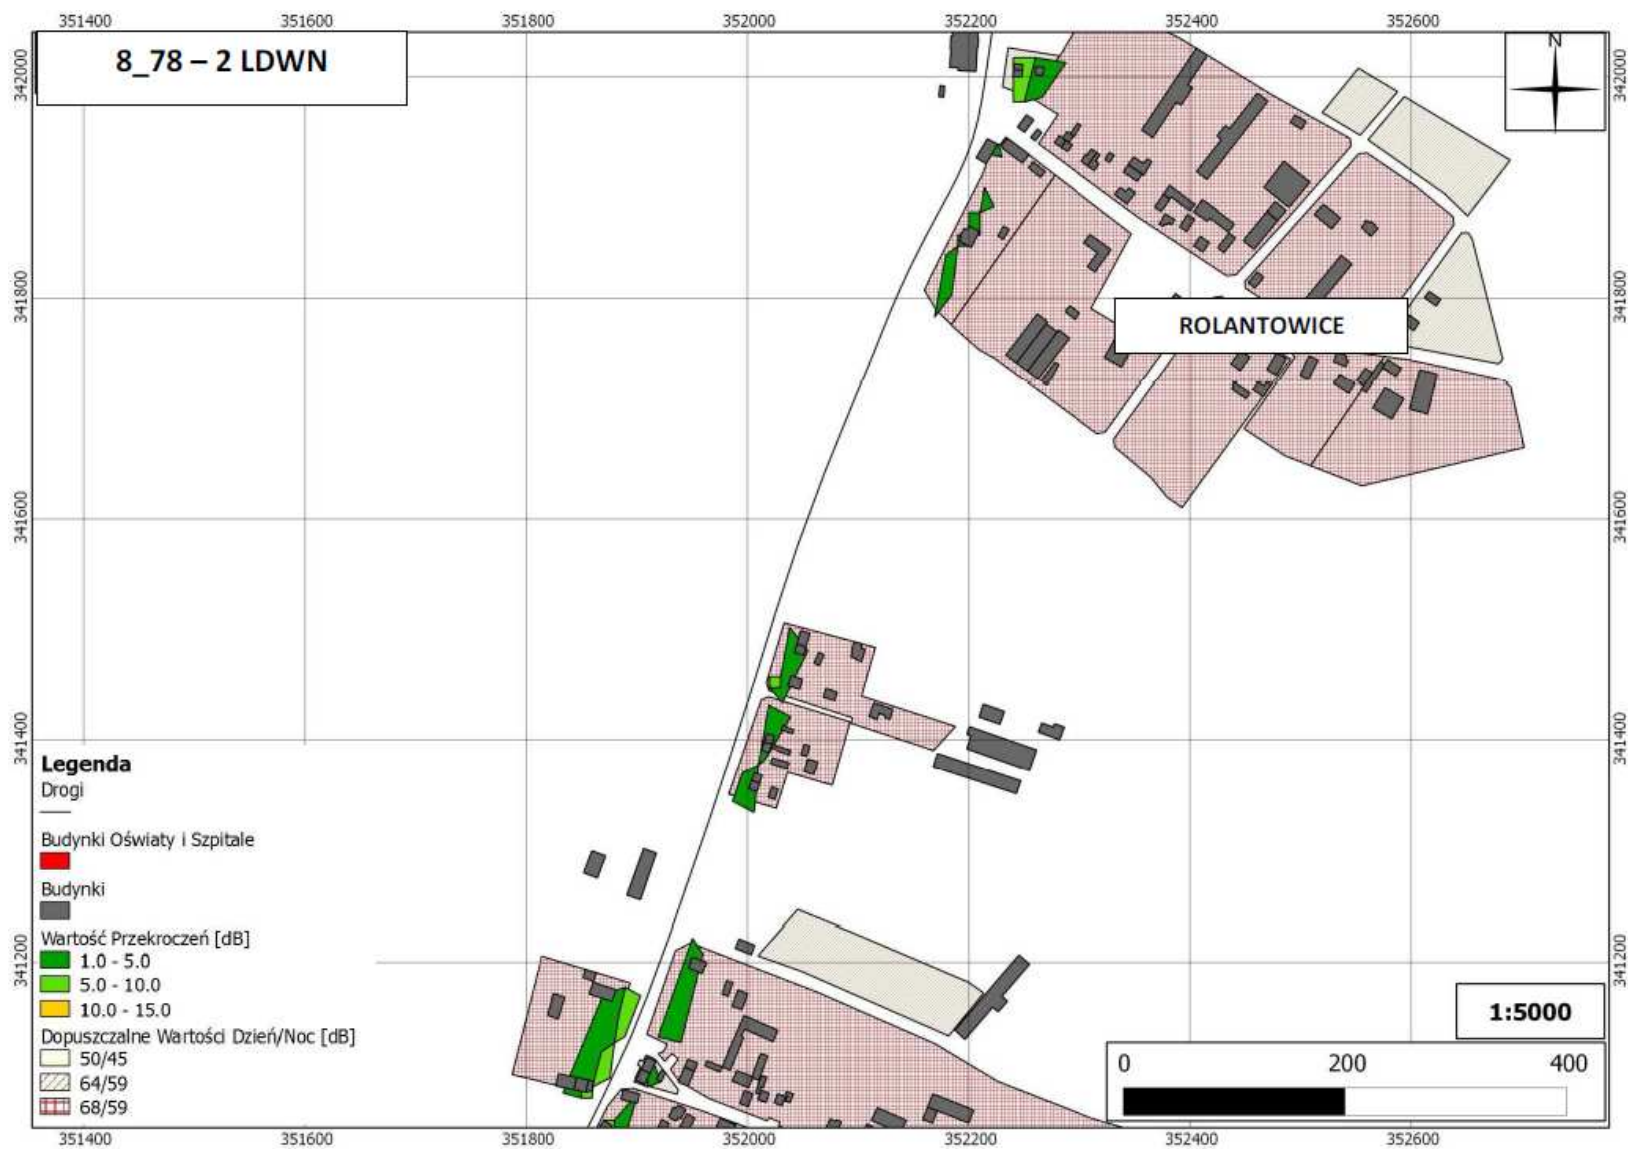 351400 351600 351800 352000 352200 352400 352600
8_78 – 2 LDWN
N
342000 342000
341800 341800
ROLANTOWICE
341600 341600
341400 341400
Legenda
Drogi
Budynki Oświaty i Szpitale
Budynki
Wartość Przekroczeń [dB]
1.0 - 5.0
5.0 - 10.0
10.0 - 15.0
Dopuszczalne Wartości Dzień/Noc [dB]
50/45
64/59
68/59
341200 341200
1:5000
0 200 400
351400 351600 351800 352000 352200 352400 352600